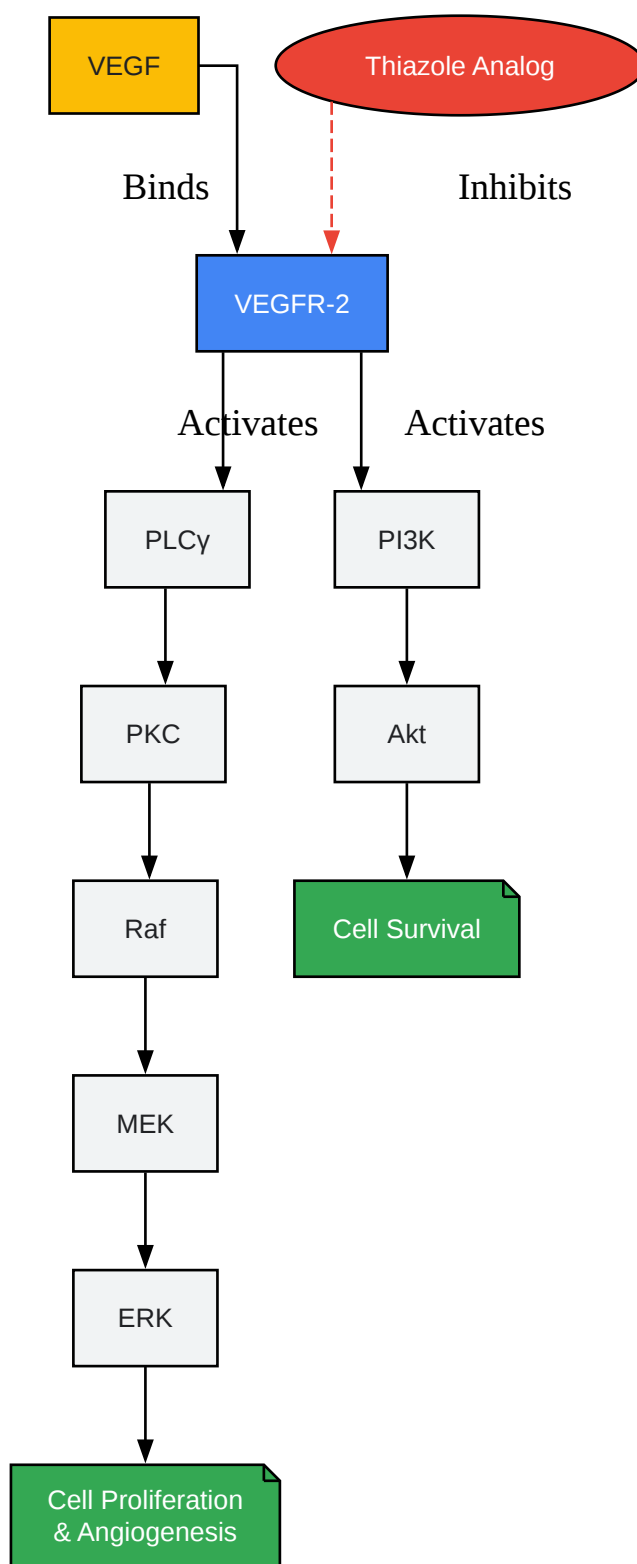 VEGF
Thiazole Analog
Binds
Inhibits
VEGFR-2
Activates
Activates
PLCγ
PI3K
PKC
Akt
Raf
Cell Survival
MEK
ERK
Cell Proliferation
& Angiogenesis